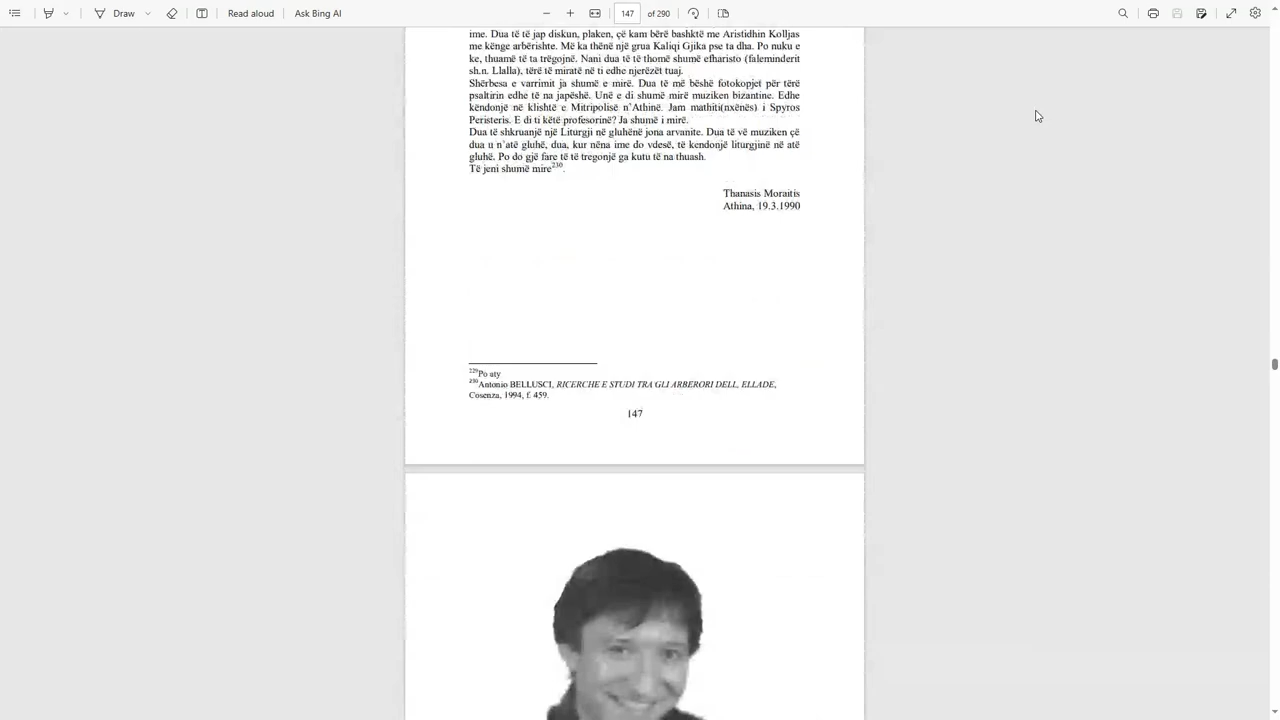 Draw
Read aloud
Ask Bing AI
147 of 290
ime. Dua të të jap diskun, plaken, çë kam bërë bashktë me Aristidhin Kolljas
me kënge arbërishte. Më ka thënë një grua Kaliqi Gjika pse ta dha. Po nuku e
ke, thuamë të ta trëgojnë. Nani dua të të thomë shumë efharisto (faleminderit
sh.n. Llalla), tërë të miratë në ti edhe njerëzët tuaj.
Shërbesa e varrimit ja shumë e mirë. Dua të më bëshë fotokopjet për tërë
psaltirin edhe të na japëshë. Unë e di shumë mirë muziken bizantine. Edhe
këndonjë në klishtë e Mitripolisë n'Athinë. Jam mathiti(nxënës) i Spyros
Peristeris. E di ti këtë profesorinë? Ja shumë i mirë.
Dua të shkruanjë një Liturgji në gluhënë jona arvanite. Dua të vë muziken çë
dua u n'atë gluhë, dua, kur nëna ime do vdesë, të kendonjë liturgjinë në atë
gluhë. Po do gjë fare të të tregonjë ga kutu të na thuash.
Të jeni shumë mire230.
Thanasis Moraitis
Athina, 19.3.1990
229Po aty
230Antonio BELLUSCI, RICERCHE E STUDI TRA GLI ARBERORI DELL, ELLADE,
Cosenza, 1994, f. 459.
147